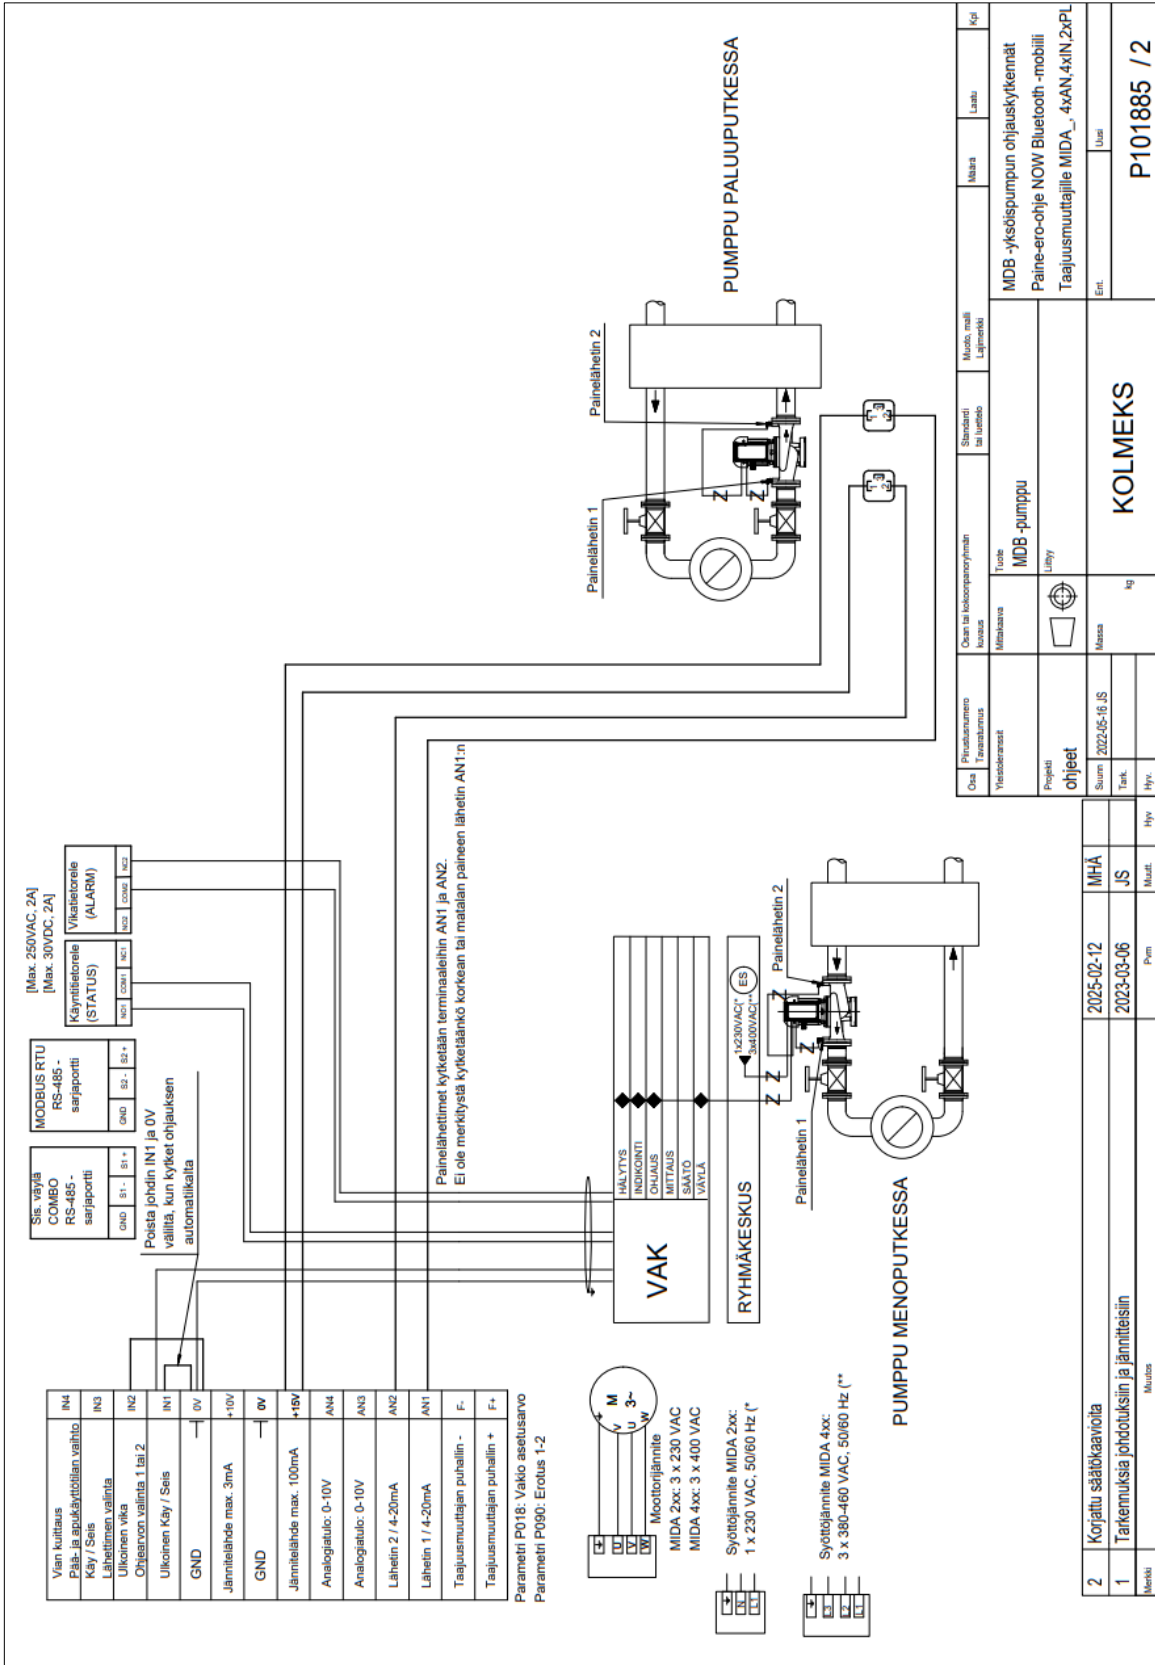 Vian kuittaus
Pää- ja apukäyttötilan vaihto
IN4
Käy / Seis
Lähettimen valinta
IN3
Ulkoinen vika
Ohjearvon valinta 1 tai 2
IN2
Ulkoinen Käy / Seis
IN1
GND
0V
Jännitelähde max. 3mA
+10V
GND
0V
Jännitelähde max. 100mA
+15V
Analogiatulo: 0-10V
AN4
Analogiatulo: 0-10V
AN3
Lähetin 2 / 4-20mA
AN2
Lähetin 1 / 4-20mA
AN1
Taajuusmuuttajan puhallin -
F-
Taajuusmuuttajan puhallin +
F+
Parametri P018: Vakio asetusarvo
Parametri P090: Erotus 1-2
Sis. väylä
COMBO
RS-485 -
sarjaportti
GND
S1 -
S1 +
MODBUS RTU
RS-485 -
sarjaportti
GND
S2 -
S2 +
[Max. 250VAC, 2A]
[Max. 30VDC, 2A]
Käyntitietorele
(STATUS)
NO1
COM1
NC1
Vikatietorele
(ALARM)
NO2
COM2
NC2
Poista johdin IN1 ja 0V
väliltä, kun kytket ohjauksen
automatiikalta
Painelähettimet kytketään terminaaleihin AN1 ja AN2.
Ei ole merkitystä kytketäänkö korkean tai matalan paineen lähetin AN1:n
M
3~
U
V
W
U
V
W
Moottorijännite
MIDA 2xx: 3 x 230 VAC
MIDA 4xx: 3 x 400 VAC
N
L1
Syöttöjännite MIDA 2xx:
1 x 230 VAC, 50/60 Hz (*
L3
L2
L1
Syöttöjännite MIDA 4xx:
3 x 380-460 VAC, 50/60 Hz (**
VAK
HÄLYTYS
INDIKOINTI
OHJAUS
MITTAUS
SÄÄTÖ
VÄYLÄ
RYHMÄKESKUS
1x230VAC(*
3x400VAC(**
ES
Z
Z
Z
Z
Painelähetin 1
Painelähetin 2
PUMPPU MENOPUTKESSA
Painelähetin 1
Painelähetin 2
Z
Z
PUMPPU PALUUPUTKESSA
1
2
3
1
2
3
2
Korjattu säätökaavioita
2025-02-12
MHÄ
1
Tarkennuksia johdotuksiin ja jännitteisiin
2023-03-06
JS
Merkki
Muutos
Pvm
Muutt.
Hyv
Osa
Piirustusnumero
Tavaratunnus
Osan tai kokoonpanoryhmän
kuvaus
Standardi
tai luettelo
Muoto, malli
Lajimerkki
Määrä
Laatu
Kpl
Yleistoleranssit
Mittakaava
Tuote
MDB -pumppu
MDB -yksöispumpun ohjauskytkennät
Paine-ero-ohje NOW Bluetooth -mobiili
Taajuusmuuttajille MIDA_, 4xAN,4xIN,2xPL
Projekti
ohjeet
Liittyy
Suunn
2022-05-16 JS
Massa
kg
Tark.
Hyv.
KOLMEKS
Ent.
Uusi
P101885 / 2